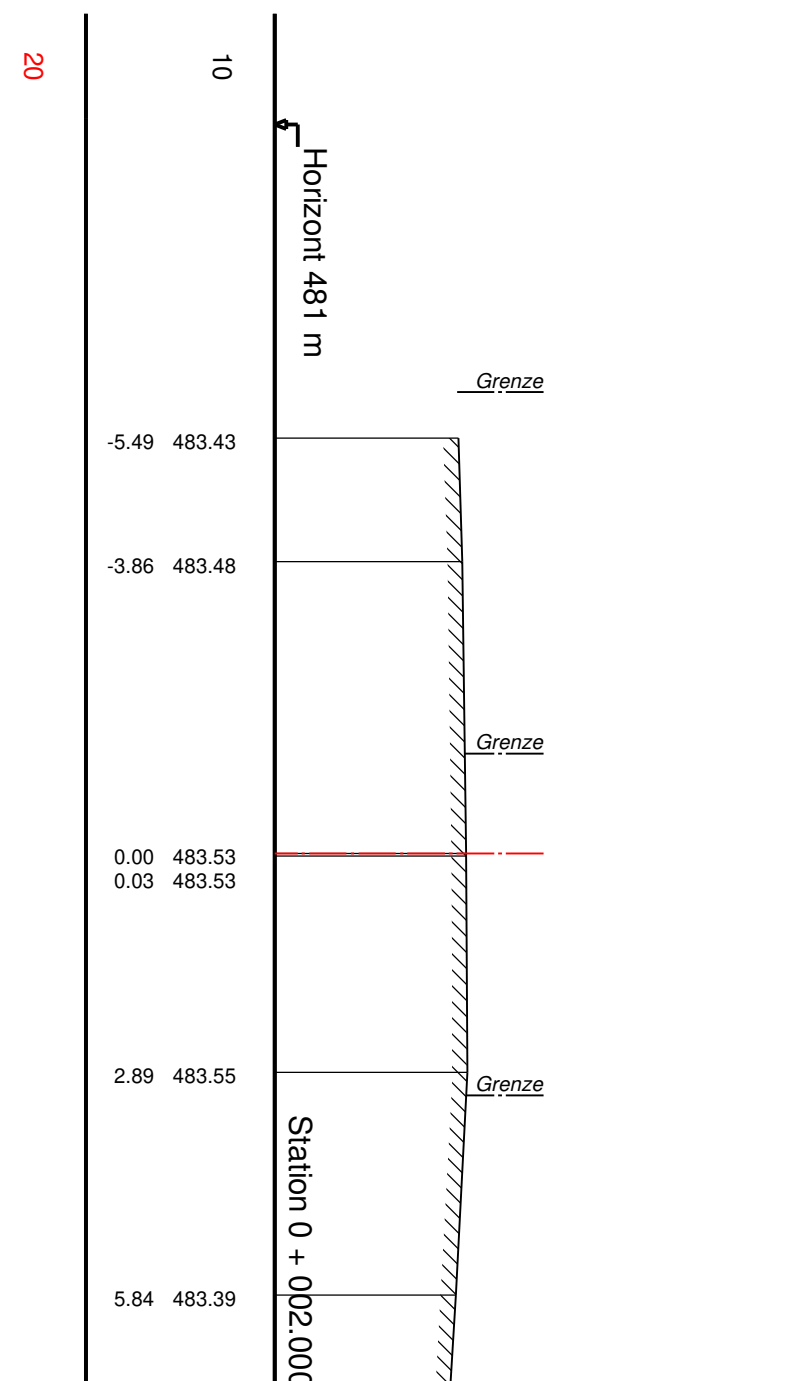 20
10
Horizont 481 m
Grenze
-5.49 483.43
-3.86 483.48
Grenze
0.00 483.53
0.03 483.53
2.89 483.55
Grenze
Station 0 + 002.000
5.84 483.39